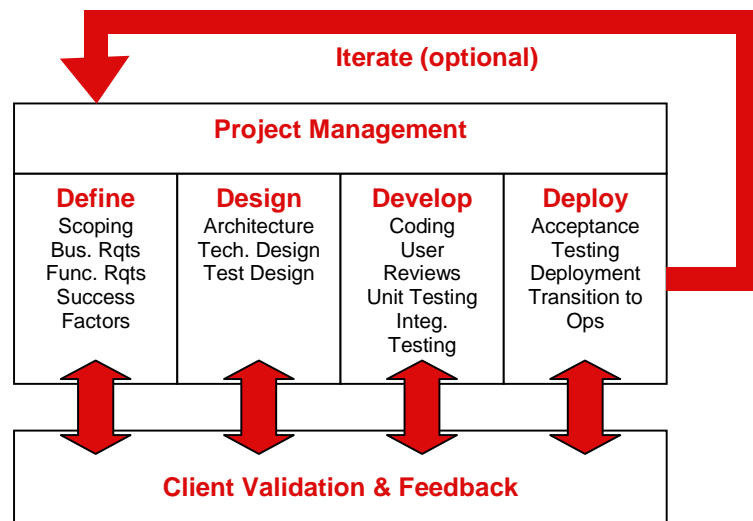 Iterate (optional)
Project Management
Define
Scoping
Bus. Rqts
Func. Rqts
Success
Factors
Design
Architecture
Tech. Design
Test Design
Develop
Coding
User
Reviews
Unit Testing
Integ.
Testing
Deploy
Acceptance
Testing
Deployment
Transition to
Ops
Client Validation & Feedback